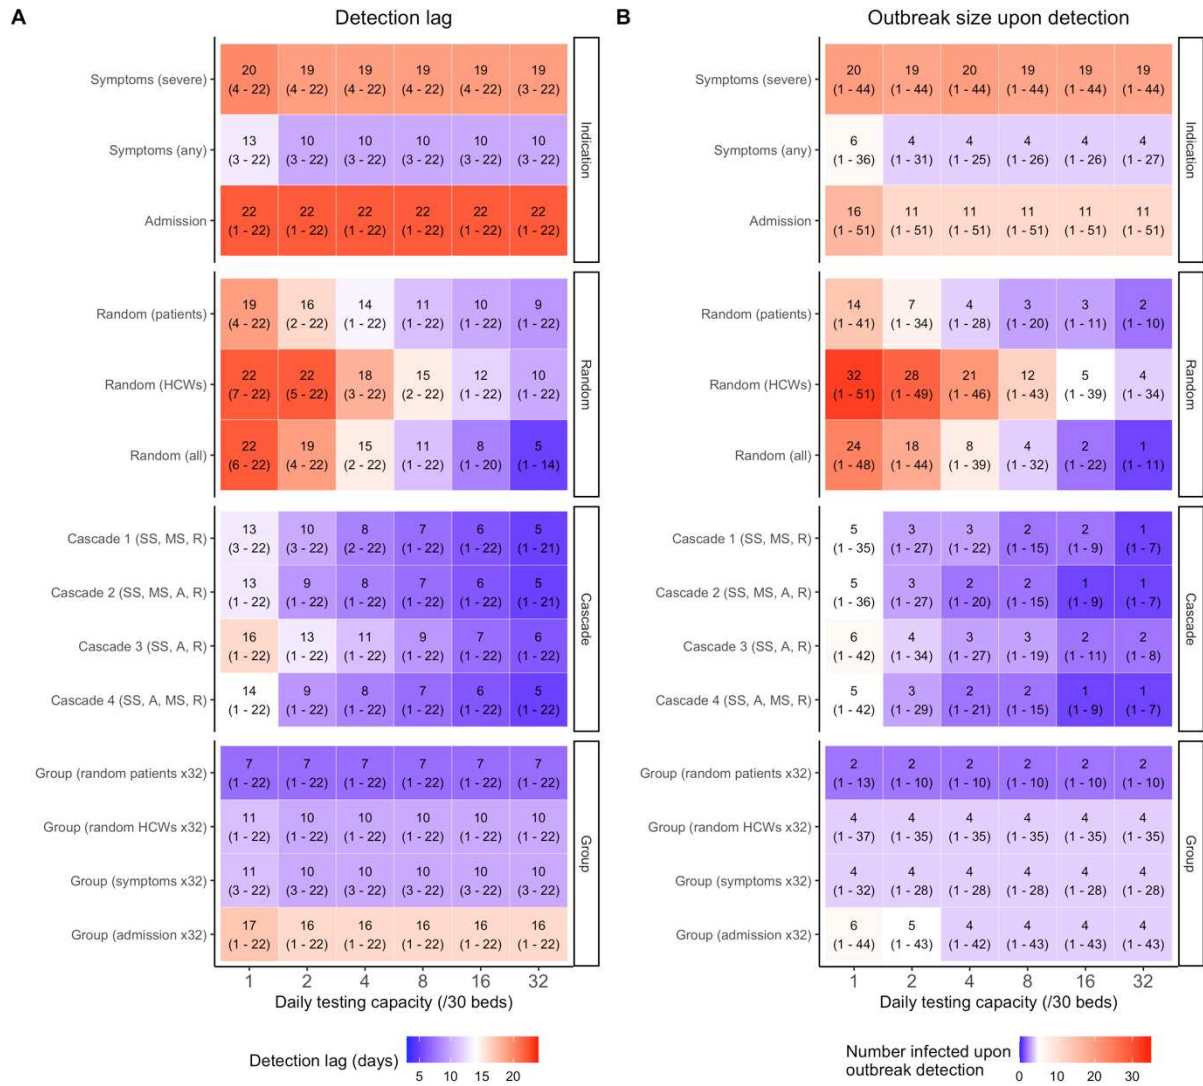 A
Detection lag
Symptoms (severe)
20 19 19 19 19 19
(4 - 22) (4 - 22) (4 - 22) (4 - 22) (4 - 22) (3 - 22)
Symptoms (any)
13 10 10 10 10 10
(3 - 22) (3 - 22) (3 - 22) (3 - 22) (3 - 22) (3 - 22)
Admission
22 22 22 22 22 22
(1 - 22) (1 - 22) (1 - 22) (1 - 22) (1 - 22) (1 - 22)
Indication
Random (patients)
19 16 14 11 10 9
(4 - 22) (2 - 22) (1 - 22) (1 - 22) (1 - 22) (1 - 22)
Random (HCWs)
22 22 18 15 12 10
(7 - 22) (5 - 22) (3 - 22) (2 - 22) (1 - 22) (1 - 22)
Random (all)
22 19 15 11 8 5
(6 - 22) (4 - 22) (2 - 22) (1 - 22) (1 - 20) (1 - 14)
Random
Cascade 1 (SS, MS, R)
13 10 8 7 6 5
(3 - 22) (3 - 22) (2 - 22) (1 - 22) (1 - 22) (1 - 21)
Cascade 2 (SS, MS, A, R)
13 9 8 7 6 5
(1 - 22) (1 - 22) (1 - 22) (1 - 22) (1 - 22) (1 - 21)
Cascade 3 (SS, A, R)
16 13 11 9 7 6
(1 - 22) (1 - 22) (1 - 22) (1 - 22) (1 - 22) (1 - 22)
Cascade 4 (SS, A, MS, R)
14 9 8 7 6 5
(1 - 22) (1 - 22) (1 - 22) (1 - 22) (1 - 22) (1 - 22)
Cascade
Group (random patients x32)
7 7 7 7 7 7
(1 - 22) (1 - 22) (1 - 22) (1 - 22) (1 - 22) (1 - 22)
Group (random HCWs x32)
11 10 10 10 10 10
(1 - 22) (1 - 22) (1 - 22) (1 - 22) (1 - 22) (1 - 22)
Group (symptoms x32)
11 10 10 10 10 10
(3 - 22) (3 - 22) (3 - 22) (3 - 22) (3 - 22) (3 - 22)
Group (admission x32)
17 16 16 16 16 16
(1 - 22) (1 - 22) (1 - 22) (1 - 22) (1 - 22) (1 - 22)
Group
1 2 4 8 16 32
Daily testing capacity (/30 beds)
Detection lag (days)
5 10 15 20
B
Outbreak size upon detection
Symptoms (severe)
20 19 20 19 19 19
(1 - 44) (1 - 44) (1 - 44) (1 - 44) (1 - 44) (1 - 44)
Symptoms (any)
6 4 4 4 4 4
(1 - 36) (1 - 31) (1 - 25) (1 - 26) (1 - 26) (1 - 27)
Admission
16 11 11 11 11 11
(1 - 51) (1 - 51) (1 - 51) (1 - 51) (1 - 51) (1 - 51)
Indication
Random (patients)
14 7 4 3 3 2
(1 - 41) (1 - 34) (1 - 28) (1 - 20) (1 - 11) (1 - 10)
Random (HCWs)
32 28 21 12 5 4
(1 - 51) (1 - 49) (1 - 46) (1 - 43) (1 - 39) (1 - 34)
Random (all)
24 18 8 4 2 1
(1 - 48) (1 - 44) (1 - 39) (1 - 32) (1 - 22) (1 - 11)
Random
Cascade 1 (SS, MS, R)
5 3 3 2 2 1
(1 - 35) (1 - 27) (1 - 22) (1 - 15) (1 - 9) (1 - 7)
Cascade 2 (SS, MS, A, R)
5 3 2 2 1 1
(1 - 36) (1 - 27) (1 - 20) (1 - 15) (1 - 9) (1 - 7)
Cascade 3 (SS, A, R)
6 4 3 3 2 2
(1 - 42) (1 - 34) (1 - 27) (1 - 19) (1 - 11) (1 - 8)
Cascade 4 (SS, A, MS, R)
5 3 2 2 1 1
(1 - 42) (1 - 29) (1 - 21) (1 - 15) (1 - 9) (1 - 7)
Cascade
Group (random patients x32)
2 2 2 2 2 2
(1 - 13) (1 - 10) (1 - 10) (1 - 10) (1 - 10) (1 - 10)
Group (random HCWs x32)
4 4 4 4 4 4
(1 - 37) (1 - 35) (1 - 35) (1 - 35) (1 - 35) (1 - 35)
Group (symptoms x32)
4 4 4 4 4 4
(1 - 32) (1 - 28) (1 - 28) (1 - 28) (1 - 28) (1 - 28)
Group (admission x32)
6 5 4 4 4 4
(1 - 44) (1 - 43) (1 - 42) (1 - 43) (1 - 43) (1 - 43)
Group
1 2 4 8 16 32
Daily testing capacity (/30 beds)
Number infected upon
outbreak detection
0 10 20 30